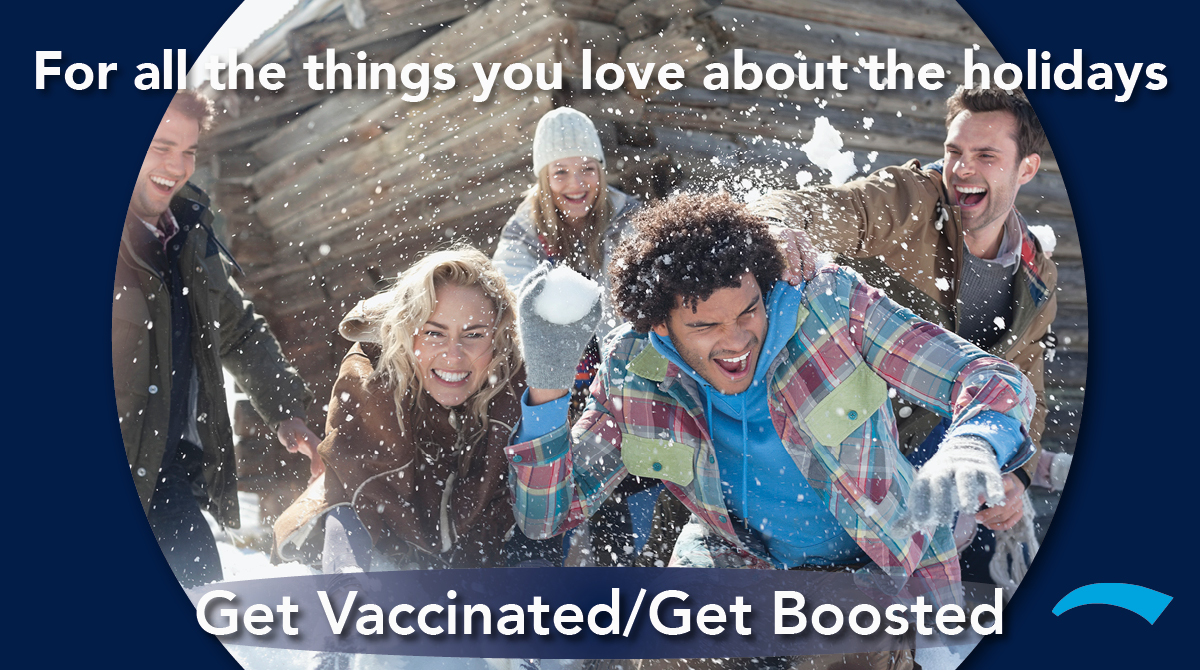 For all the things you love about the holidays
Get Vaccinated/Get Boosted